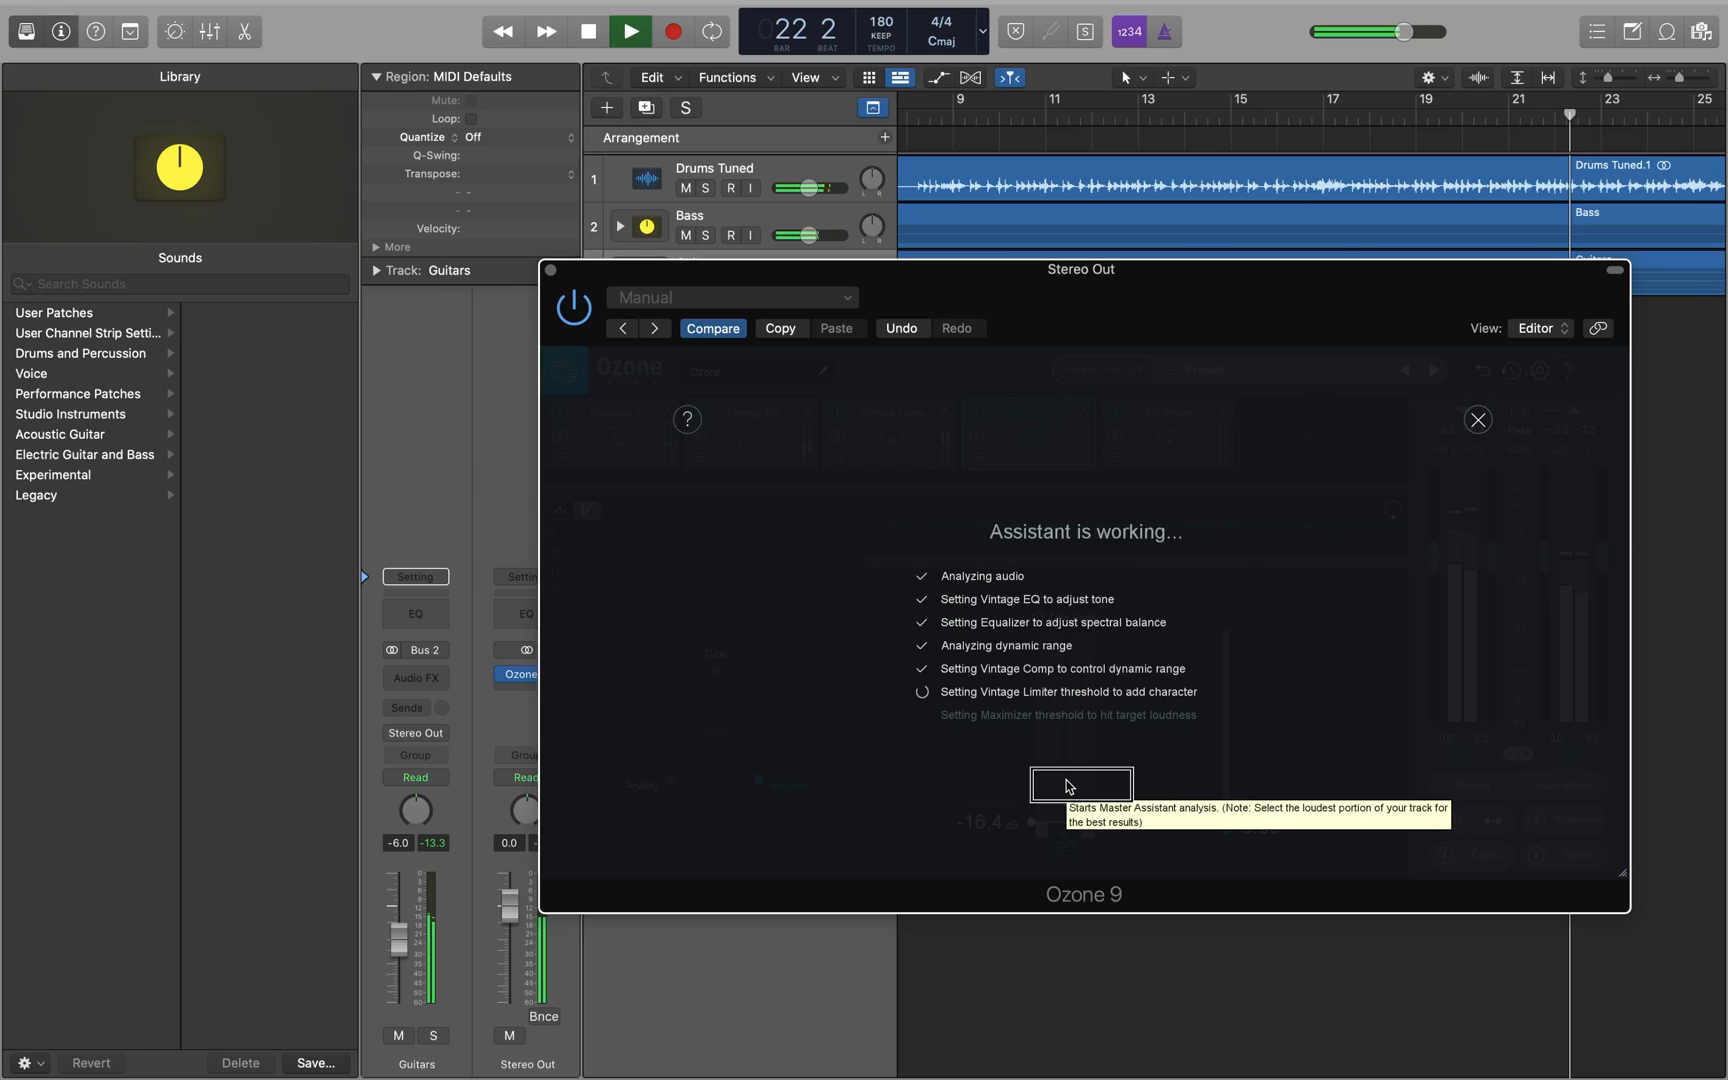 22 2
BAR BEAT
180
KEEP
TEMPO
4/4
Cmaj
1234
Library
Region: MIDI Defaults
Edit
Functions
View
Mute:
Loop:
Quantize Off
Q-Swing:
Transpose:
Velocity:
More
Track: Guitars
S
Arrangement
9 11 13 15 17 19 21 23 25
1
Drums Tuned
M S R I
L R
Drums Tuned.1
2
Bass
M S R I
L R
Bass
Sounds
Search Sounds
User Patches
User Channel Strip Setti...
Drums and Percussion
Voice
Performance Patches
Studio Instruments
Acoustic Guitar
Electric Guitar and Bass
Experimental
Legacy
Stereo Out
Manual
Compare
Copy
Paste
Undo
Redo
View: Editor
Ozone
Ozone
Assistant is working...
Analyzing audio
Setting Vintage EQ to adjust tone
Setting Equalizer to adjust spectral balance
Analyzing dynamic range
Setting Vintage Comp to control dynamic range
Setting Vintage Limiter threshold to add character
Setting Maximizer threshold to hit target loudness
Tube
Analog
-16.4 dB
Starts Master Assistant analysis. (Note: Select the loudest portion of your track for
the best results)
Ozone 9
Setting
EQ
Bus 2
Audio FX
Sends
Stereo Out
Group
Read
-6.0 -13.3
M S
Guitars
EQ
Ozone
0.0
Bnce
M
Stereo Out
Revert
Delete
Save...